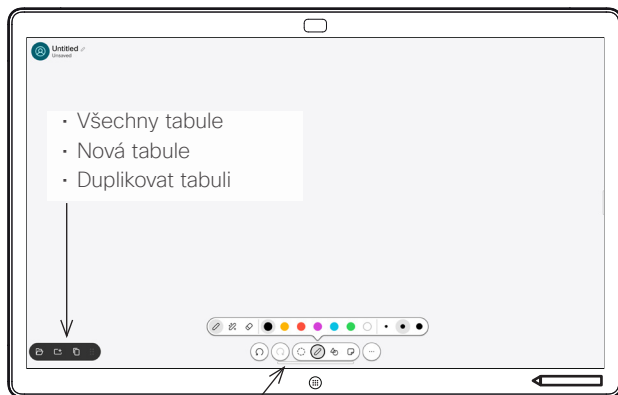 Untitled
Unsaved
• Všechny tabule
• Nová tabule
• Duplikovat tabuli